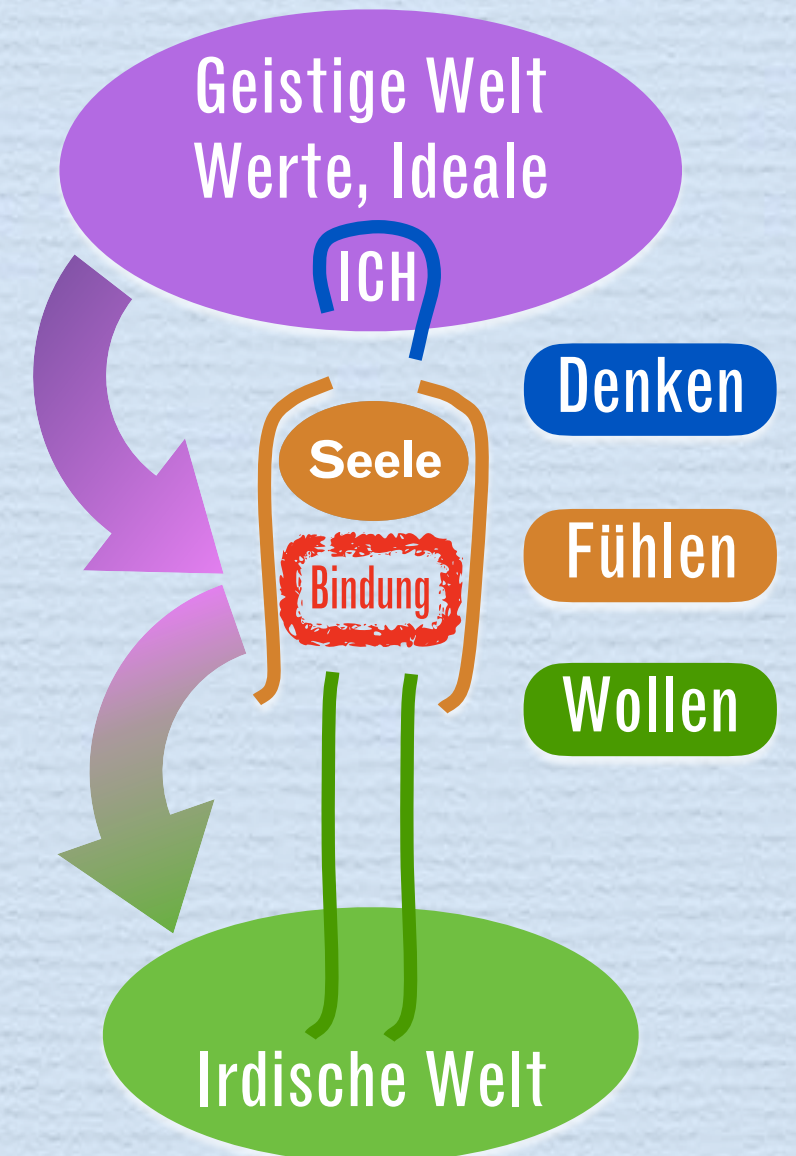 Geistige Welt
Werte, Ideale
ICH
Denken
Seele
Fühlen
Bindung
Wollen
Irdische Welt